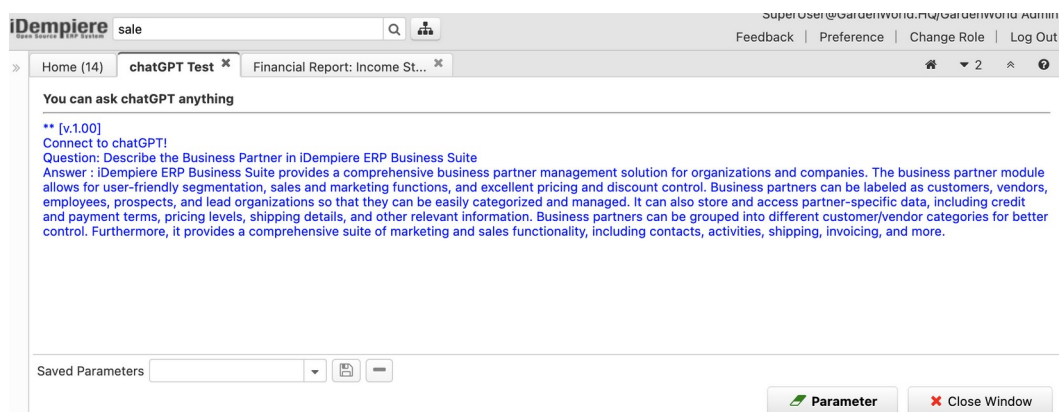 SuperUser@GardenWorld.HQ/GardenWorld Admin
iDempiere
Open Source ERP System
sale
Feedback | Preference | Change Role | Log Out
» Home (14) chatGPT Test × Financial Report: Income St... × 2
You can ask chatGPT anything
** [v.1.00]
Connect to chatGPT!
Question: Describe the Business Partner in iDempiere ERP Business Suite
Answer : iDempiere ERP Business Suite provides a comprehensive business partner management solution for organizations and companies. The business partner module
allows for user-friendly segmentation, sales and marketing functions, and excellent pricing and discount control. Business partners can be labeled as customers, vendors,
employees, prospects, and lead organizations so that they can be easily categorized and managed. It can also store and access partner-specific data, including credit
and payment terms, pricing levels, shipping details, and other relevant information. Business partners can be grouped into different customer/vendor categories for better
control. Furthermore, it provides a comprehensive suite of marketing and sales functionality, including contacts, activities, shipping, invoicing, and more.
Saved Parameters
Parameter Close Window